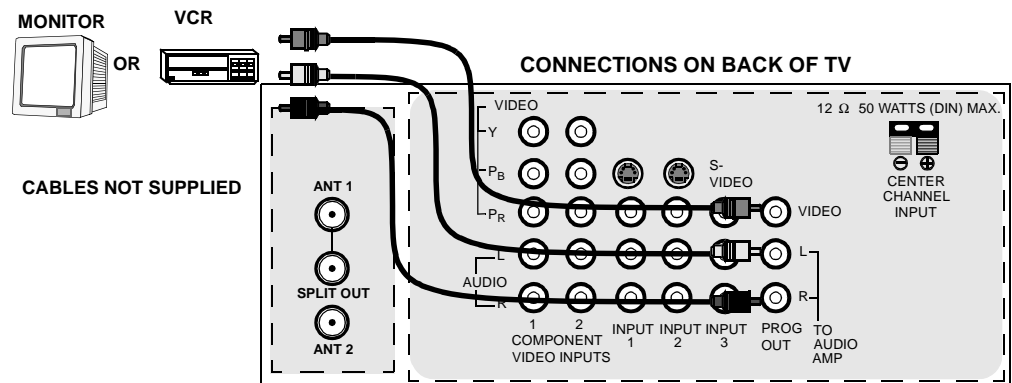 MONITOR
VCR
OR
CONNECTIONS ON BACK OF TV
CABLES NOT SUPPLIED
ANT 1
SPLIT OUT
ANT 2
VIDEO
Y
PB
PR
S-
VIDEO
VIDEO
12 Ω 50 WATTS (DIN) MAX.
CENTER
CHANNEL
INPUT
AUDIO
L
R
L
R
1
2
COMPONENT
VIDEO INPUTS
INPUT
1
INPUT
2
INPUT
3
PROG
OUT
TO
AUDIO
AMP